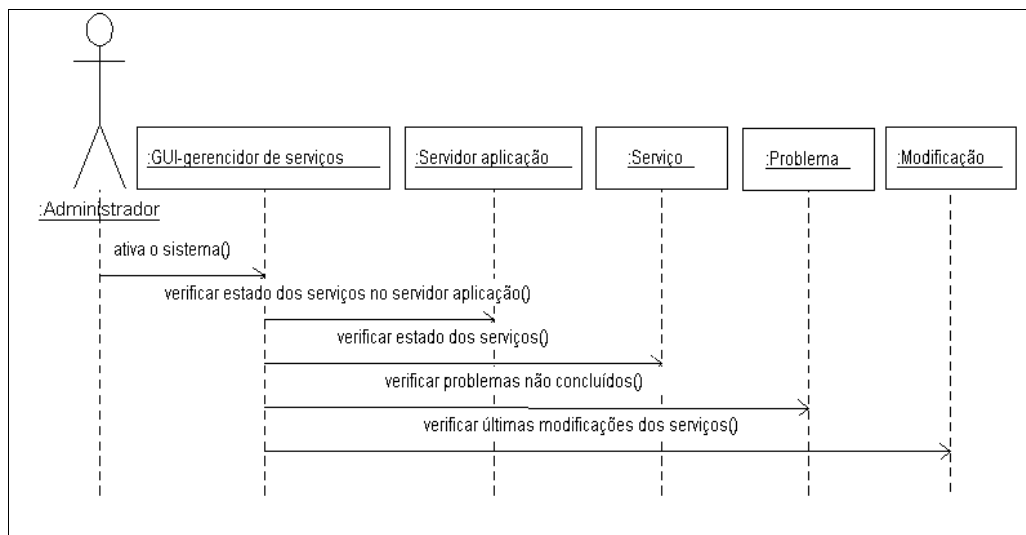 :GUI-gerencidor de serviços
:Servidor aplicação
:Serviço
:Problema
:Modificação
:Administrador
ativa o sistema()
verificar estado dos serviços no servidor aplicação()
verificar estado dos serviços()
verificar problemas não concluídos()
verificar últimas modificações dos serviços()